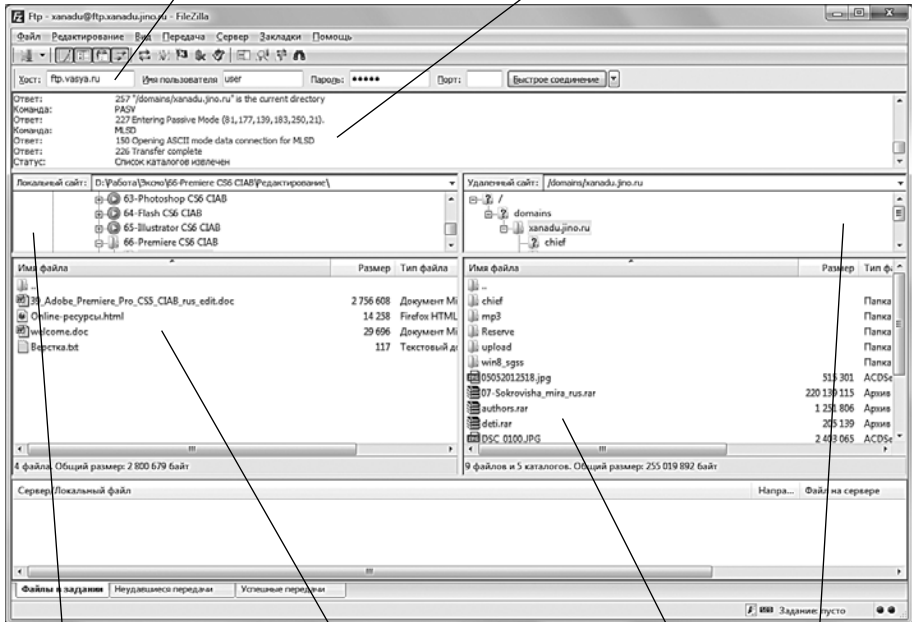 Ftp - xanadu@ftp.xanadu.jino.ru - FileZilla
Файл Редактирование Вид Передача Сервер Закладки Помощь
Хост: ftp.vasya.ru Имя пользователя user Пароль: ●●●●● Порт: Быстрое соединение
Ответ: 257 "/domains/xanadu.jino.ru" is the current directory
Команда: PASV
Ответ: 227 Entering Passive Mode (81,177,139,183,250,21).
Команда: MLSD
Ответ: 150 Opening ASCII mode data connection for MLSD
Ответ: 226 Transfer complete
Статус: Список каталогов извлечен
Локальный сайт: D:\Работа\Эксмо\66-Premiere CS6 CIAB\Редактирование\
63-Photoshop CS6 CIAB
64-Flash CS6 CIAB
65-Illustrator CS6 CIAB
66-Premiere CS6 CIAB
Удаленный сайт: /domains/xanadu.jino.ru
/
domains
xanadu.jino.ru
chief
Имя файла Размер Тип файла
..
39_Adobe_Premiere_Pro_CS5_CIAB_rus_edit.doc 2 756 608 Документ Mi
Online-ресурсы.html 14 258 Firefox HTML
welcome.doc 29 696 Документ Mi
Верстка.txt 117 Текстовый до
4 файла. Общий размер: 2 800 679 байт
Имя файла Размер Тип фа
..
chief Папка
mp3 Папка
Reserve Папка
upload Папка
win8_sgss Папка
05052012518.jpg 515 301 ACDSe
07-Sokrovisha_mira_rus.rar 220 139 115 Архив
authors.rar 1 251 806 Архив
deti.rar 205 139 Архив
DSC_0100.JPG 2 403 065 ACDSe
9 файлов и 5 каталогов. Общий размер: 255 019 892 байт
Сервер/Локальный файл Напра... Файл на сервере
Файлы в задании Неудавшиеся передачи Успешные передачи
Задание: пусто